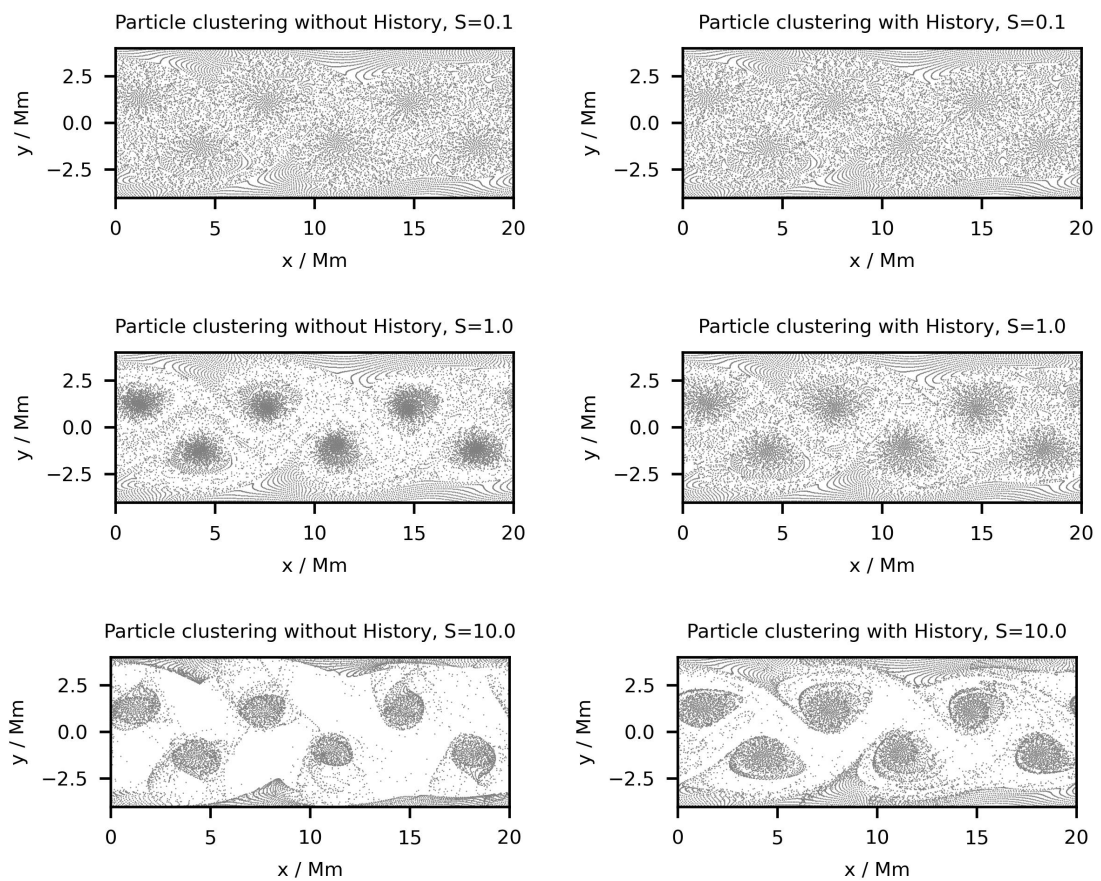 Particle clustering without History, S=0.1
Particle clustering with History, S=0.1
y / Mm
2.5
0.0
−2.5
0 5 10 15 20
x / Mm
y / Mm
2.5
0.0
−2.5
0 5 10 15 20
x / Mm
Particle clustering without History, S=1.0
Particle clustering with History, S=1.0
y / Mm
2.5
0.0
−2.5
0 5 10 15 20
x / Mm
y / Mm
2.5
0.0
−2.5
0 5 10 15 20
x / Mm
Particle clustering without History, S=10.0
Particle clustering with History, S=10.0
y / Mm
2.5
0.0
−2.5
0 5 10 15 20
x / Mm
y / Mm
2.5
0.0
−2.5
0 5 10 15 20
x / Mm